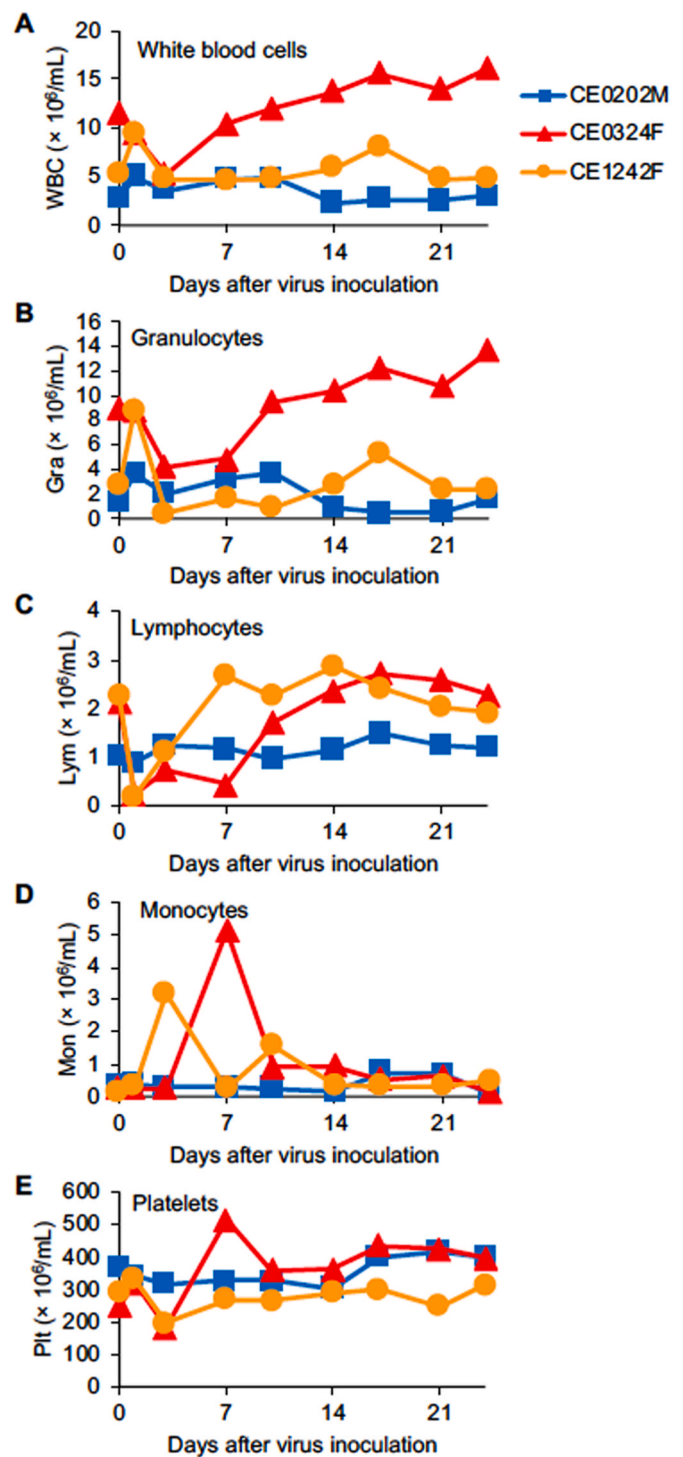 A
White blood cells
WBC (× 10⁶/mL)
20
15
10
5
0
0 7 14 21
Days after virus inoculation
CE0202M
CE0324F
CE1242F
B
Granulocytes
Gra (× 10⁶/mL)
16
14
12
10
8
6
4
2
0
0 7 14 21
Days after virus inoculation
C
Lymphocytes
Lym (× 10⁶/mL)
4
3
2
1
0
0 7 14 21
Days after virus inoculation
D
Monocytes
Mon (× 10⁶/mL)
6
5
4
3
2
1
0
0 7 14 21
Days after virus inoculation
E
Platelets
Plt (× 10⁶/mL)
600
500
400
300
200
100
0
0 7 14 21
Days after virus inoculation